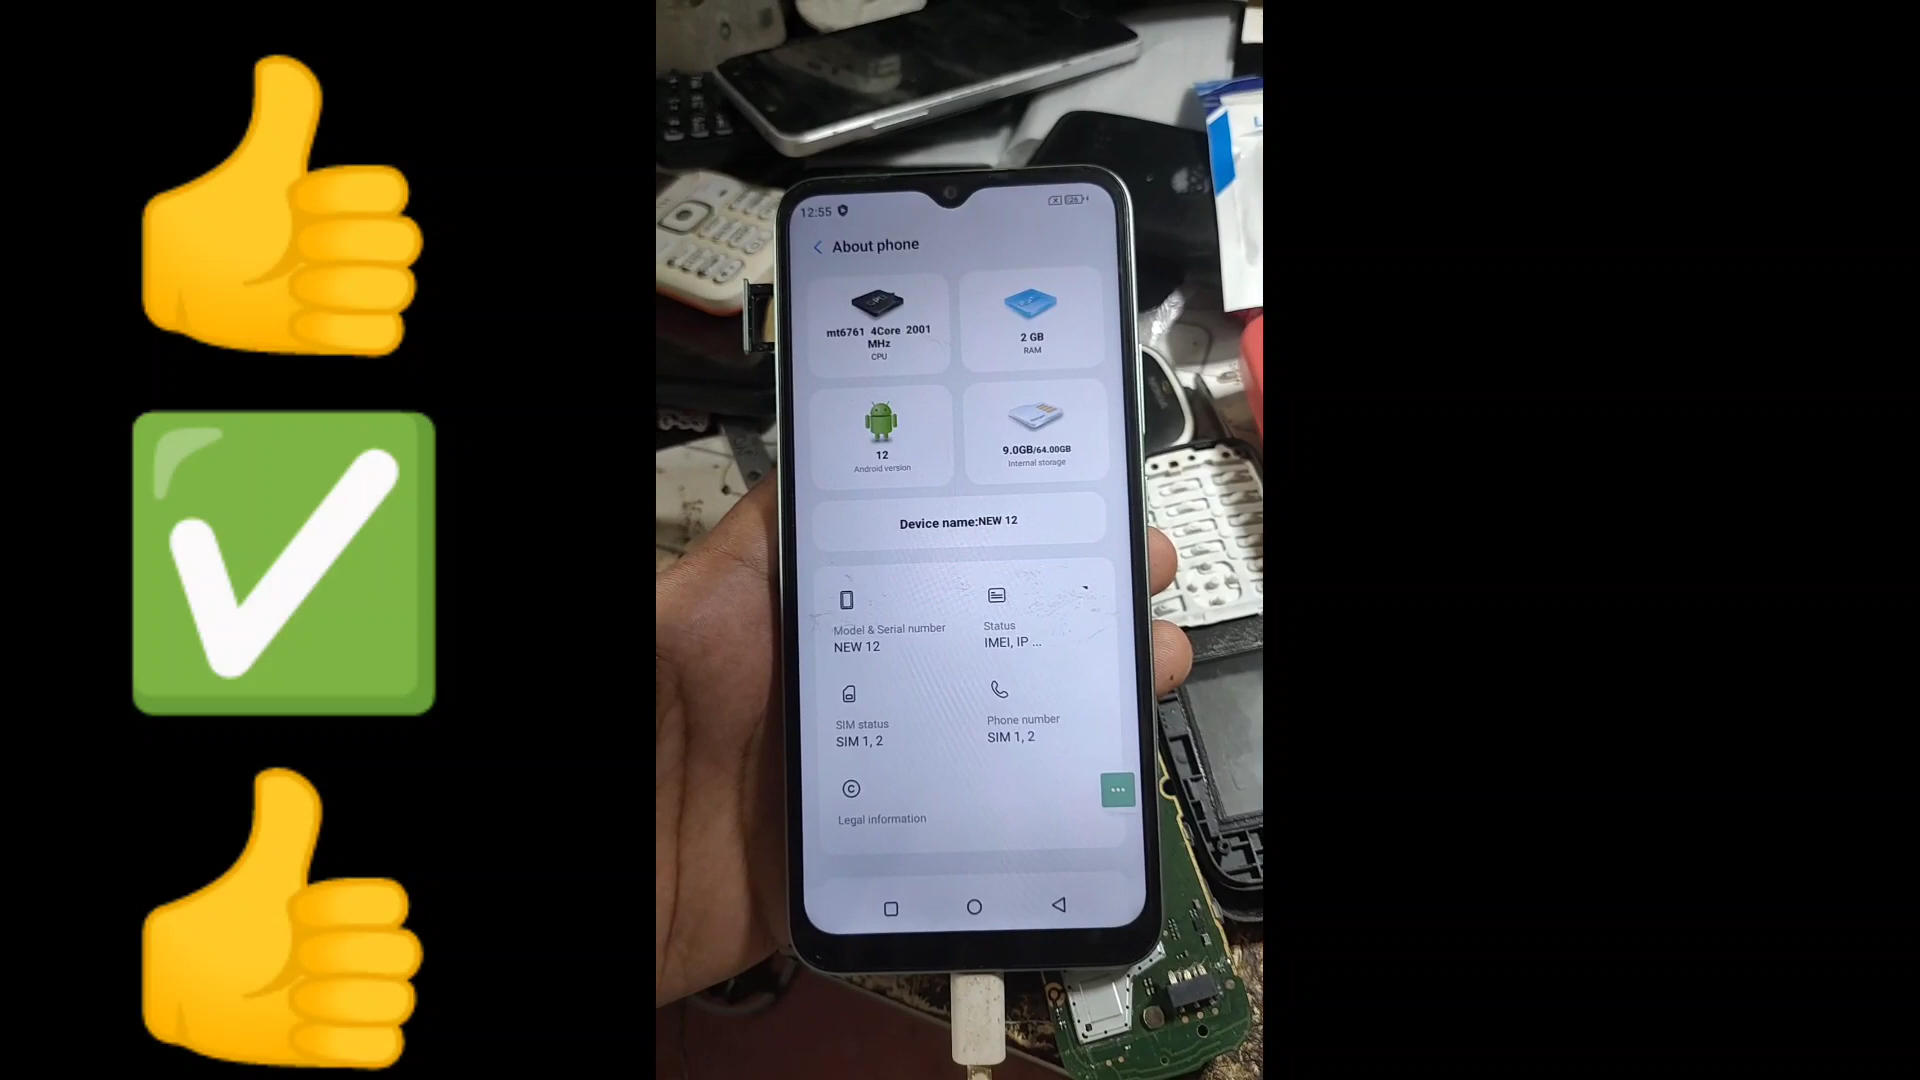 12:55
About phone
mt6761 4Core 2001
MHz
CPU
2 GB
RAM
12
Android version
9.0GB/64.00GB
Internal storage
Device name:NEW 12
Model & Serial number
NEW 12
Status
IMEI, IP ...
SIM status
SIM 1, 2
Phone number
SIM 1, 2
Legal information